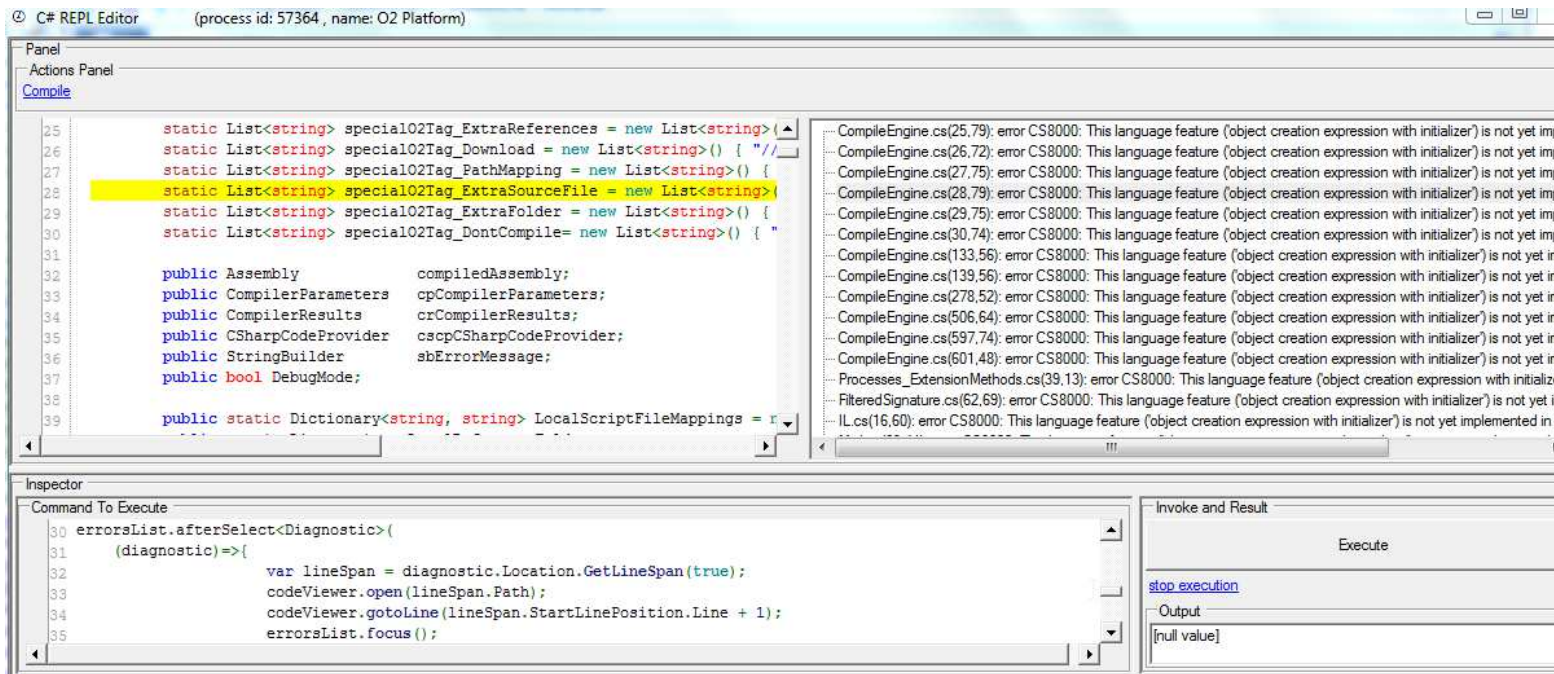 C# REPL Editor (process id: 57364 , name: O2 Platform)
Panel
Actions Panel
Compile
25 static List<string> specialO2Tag_ExtraReferences = new List<string>(
26 static List<string> specialO2Tag_Download = new List<string>() { "//
27 static List<string> specialO2Tag_PathMapping = new List<string>() {
28 static List<string> specialO2Tag_ExtraSourceFile = new List<string>(
29 static List<string> specialO2Tag_ExtraFolder = new List<string>() {
30 static List<string> specialO2Tag_DontCompile= new List<string>() { "
31
32 public Assembly compiledAssembly;
33 public CompilerParameters cpCompilerParameters;
34 public CompilerResults crCompilerResults;
35 public CSharpCodeProvider cscpCSharpCodeProvider;
36 public StringBuilder sbErrorMessage;
37 public bool DebugMode;
38
39 public static Dictionary<string, string> LocalScriptFileMappings =
CompileEngine.cs(25,79): error CS8000: This language feature ('object creation expression with initializer') is not yet im
CompileEngine.cs(26,72): error CS8000: This language feature ('object creation expression with initializer') is not yet im
CompileEngine.cs(27,75): error CS8000: This language feature ('object creation expression with initializer') is not yet im
CompileEngine.cs(28,79): error CS8000: This language feature ('object creation expression with initializer') is not yet im
CompileEngine.cs(29,75): error CS8000: This language feature ('object creation expression with initializer') is not yet im
CompileEngine.cs(30,74): error CS8000: This language feature ('object creation expression with initializer') is not yet im
CompileEngine.cs(133,56): error CS8000: This language feature ('object creation expression with initializer') is not yet i
CompileEngine.cs(139,56): error CS8000: This language feature ('object creation expression with initializer') is not yet i
CompileEngine.cs(278,52): error CS8000: This language feature ('object creation expression with initializer') is not yet i
CompileEngine.cs(506,64): error CS8000: This language feature ('object creation expression with initializer') is not yet i
CompileEngine.cs(597,74): error CS8000: This language feature ('object creation expression with initializer') is not yet i
CompileEngine.cs(601,48): error CS8000: This language feature ('object creation expression with initializer') is not yet i
Processes_ExtensionMethods.cs(39,13): error CS8000: This language feature ('object creation expression with initialize
FilteredSignature.cs(62,69): error CS8000: This language feature ('object creation expression with initializer') is not yet i
IL.cs(16,60): error CS8000: This language feature ('object creation expression with initializer') is not yet implemented in
Inspector
Command To Execute
30 errorsList.afterSelect<Diagnostic>(
31 (diagnostic)=>{
32 var lineSpan = diagnostic.Location.GetLineSpan(true);
33 codeViewer.open(lineSpan.Path);
34 codeViewer.gotoLine(lineSpan.StartLinePosition.Line + 1);
35 errorsList.focus();
Invoke and Result
Execute
stop execution
Output
[null value]